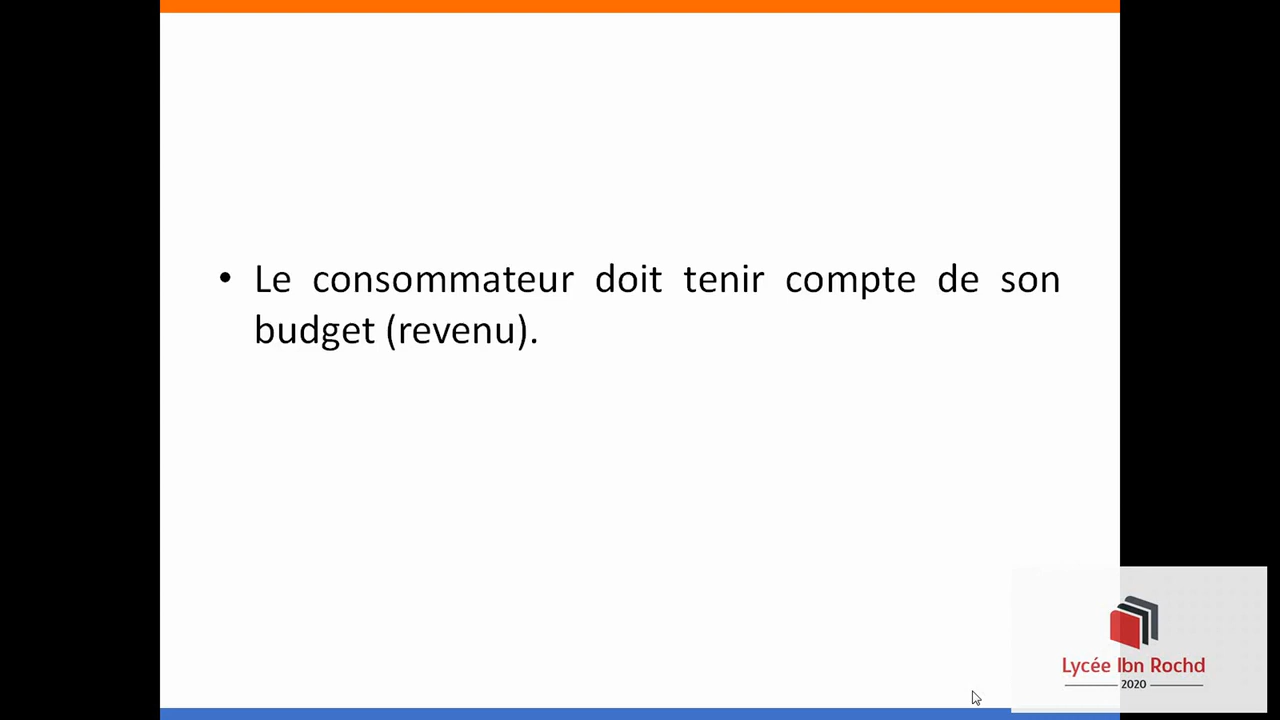 • Le consommateur doit tenir compte de son
budget (revenu).
Lycée Ibn Rochd
2020